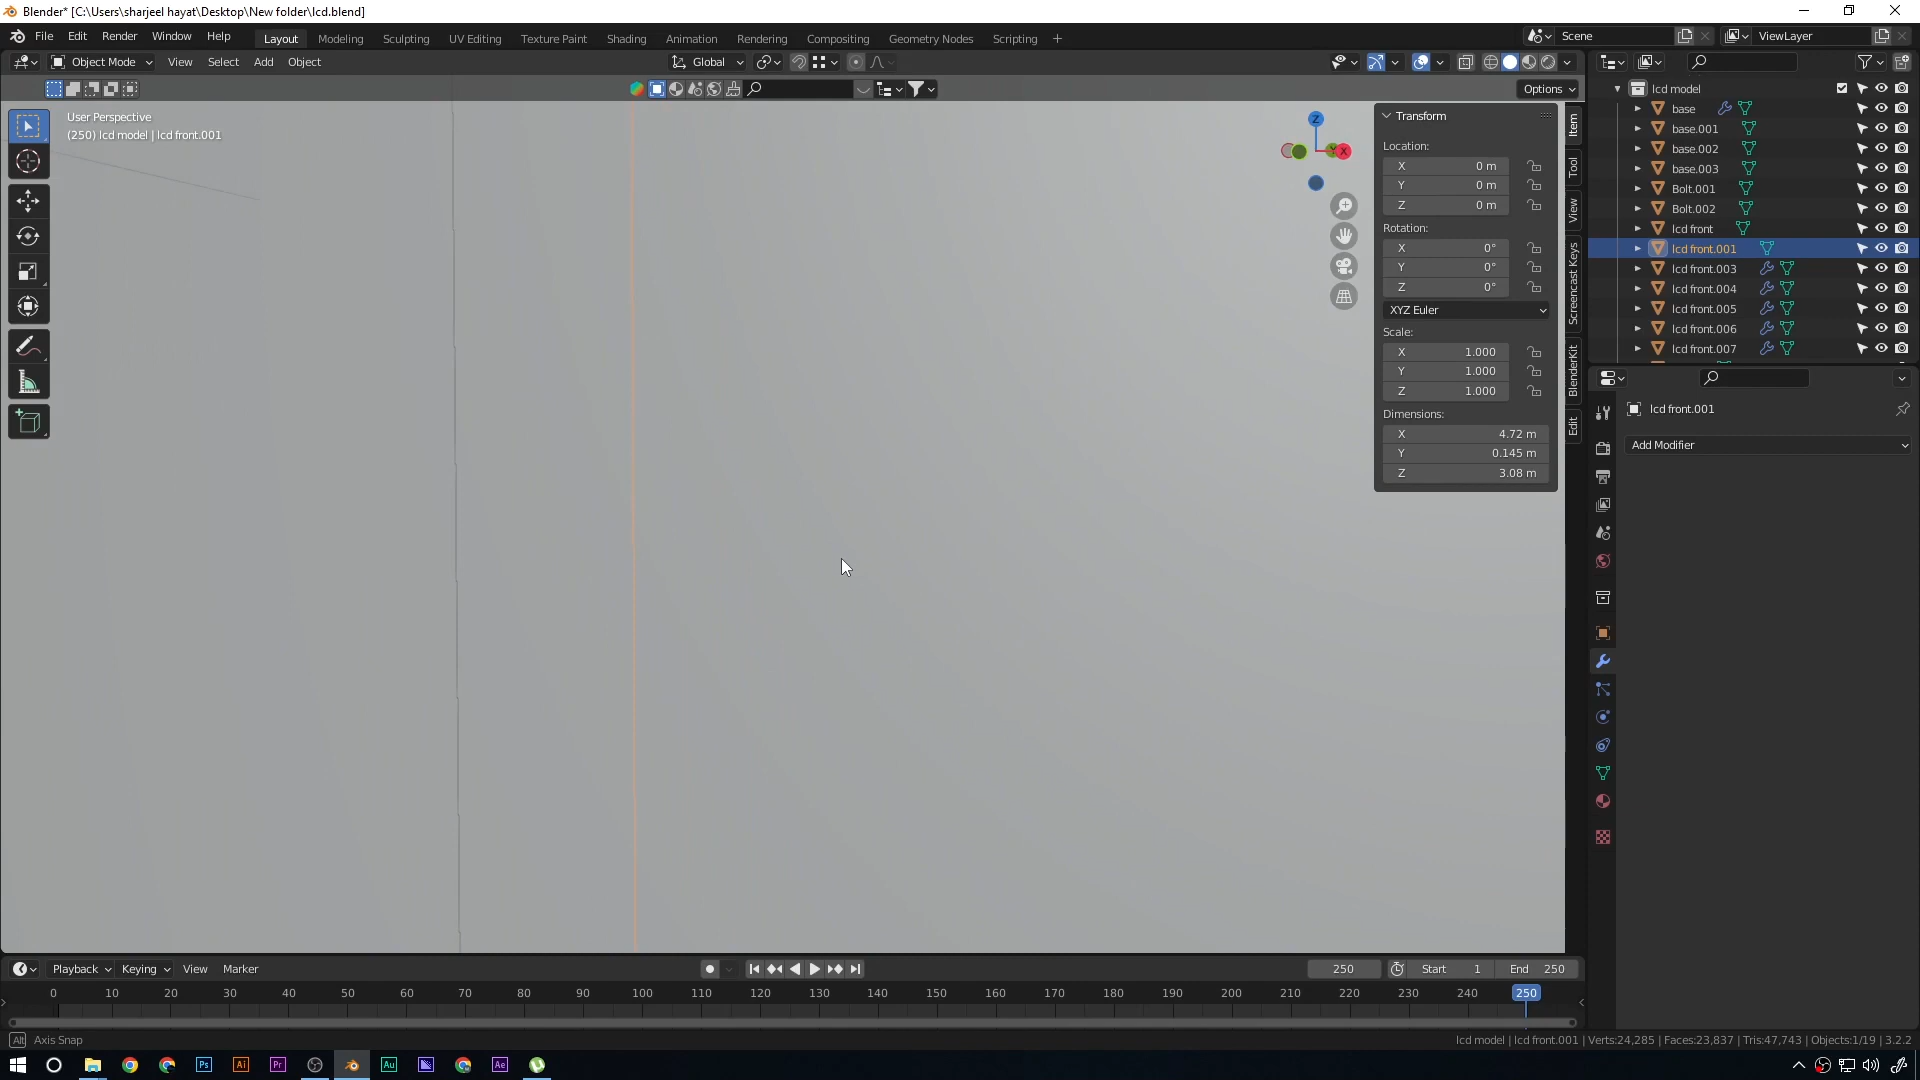 Blender* [C:\Users\sharjeel hayat\Desktop\New folder\lcd.blend]
File Edit Render Window Help
Layout Modeling Sculpting UV Editing Texture Paint Shading Animation Rendering Compositing Geometry Nodes Scripting
Scene
ViewLayer
Object Mode View Select Add Object
Global
Options
User Perspective
(250) lcd model | lcd front.001
Z
Y
X
Transform
Location:
X 0 m
Y 0 m
Z 0 m
Rotation:
X 0°
Y 0°
Z 0°
XYZ Euler
Scale:
X 1.000
Y 1.000
Z 1.000
Dimensions:
X 4.72 m
Y 0.145 m
Z 3.08 m
Item
Tool
View
Screencast Keys
BlenderKit
Edit
lcd model
base
base.001
base.002
base.003
Bolt.001
Bolt.002
lcd front
lcd front.001
lcd front.003
lcd front.004
lcd front.005
lcd front.006
lcd front.007
lcd front.001
Add Modifier
Playback Keying View Marker
250
Start 1
End 250
0 10 20 30 40 50 60 70 80 90 100 110 120 130 140 150 160 170 180 190 200 210 220 230 240 250
Alt Axis Snap
lcd model | lcd front.001 | Verts:24,285 | Faces:23,837 | Tris:47,743 | Objects:1/19 | 3.2.2
Ps
Ai
Pr
Au
Ae